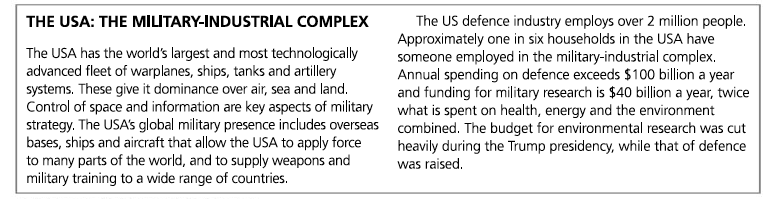 THE USA: THE MILITARY-INDUSTRIAL COMPLEX
The USA has the world's largest and most technologically
advanced fleet of warplanes, ships, tanks and artillery
systems. These give it dominance over air, sea and land.
Control of space and information are key aspects of military
strategy. The USA's global military presence includes overseas
bases, ships and aircraft that allow the USA to apply force
to many parts of the world, and to supply weapons and
military training to a wide range of countries.
The US defence industry employs over 2 million people.
Approximately one in six households in the USA have
someone employed in the military-industrial complex.
Annual spending on defence exceeds $100 billion a year
and funding for military research is $40 billion a year, twice
what is spent on health, energy and the environment
combined. The budget for environmental research was cut
heavily during the Trump presidency, while that of defence
was raised.